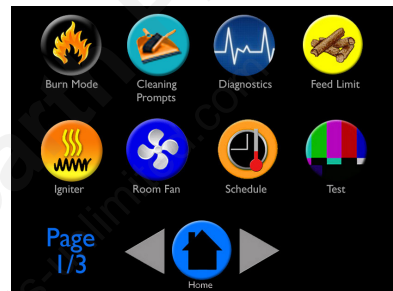 Burn Mode
Cleaning
Prompts
Diagnostics
Feed Limit
Igniter
Room Fan
Schedule
Test
Page
1/3
Home